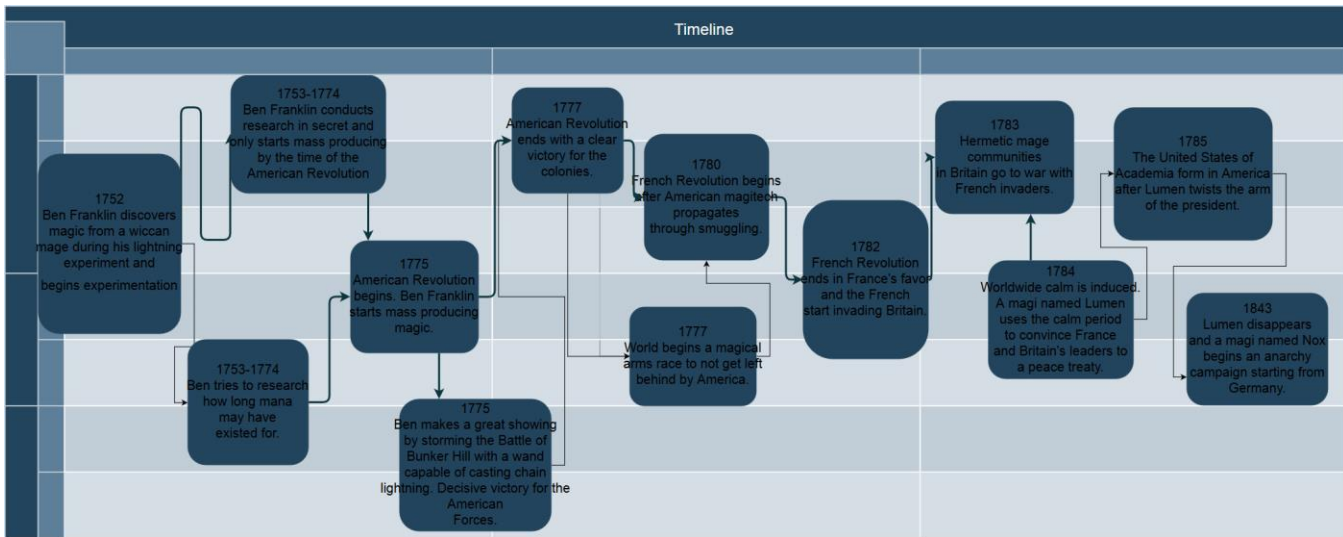 Timeline
1752
Ben Franklin discovers
magic from a wiccan
mage during his lightning
experiment and
begins experimentation
1753-1774
Ben Franklin conducts
research in secret and
only starts mass producing
by the time of the
American Revolution
1753-1774
Ben tries to research
how long mana
may have
existed for.
1775
American Revolution
begins. Ben Franklin
starts mass producing
magic.
1775
Ben makes a great showing
by storming the Battle of
Bunker Hill with a wand
capable of casting chain
lightning. Decisive victory for the
American
Forces.
1777
American Revolution
ends with a clear
victory for the
colonies.
1777
World begins a magical
arms race to not get left
behind by America.
1780
French Revolution begins
after American magitech
propagates
through smuggling.
1782
French Revolution
ends in France's favor
and the French
start invading Britain.
1783
Hermetic mage
communities
in Britain go to war with
French invaders.
1784
Worldwide calm is induced.
A magi named Lumen
uses the calm period
to convince France
and Britain's leaders to
a peace treaty.
1785
The United States of
Academia form in America
after Lumen twists the arm
of the president.
1843
Lumen disappears
and a magi named Nox
begins an anarchy
campaign starting from
Germany.